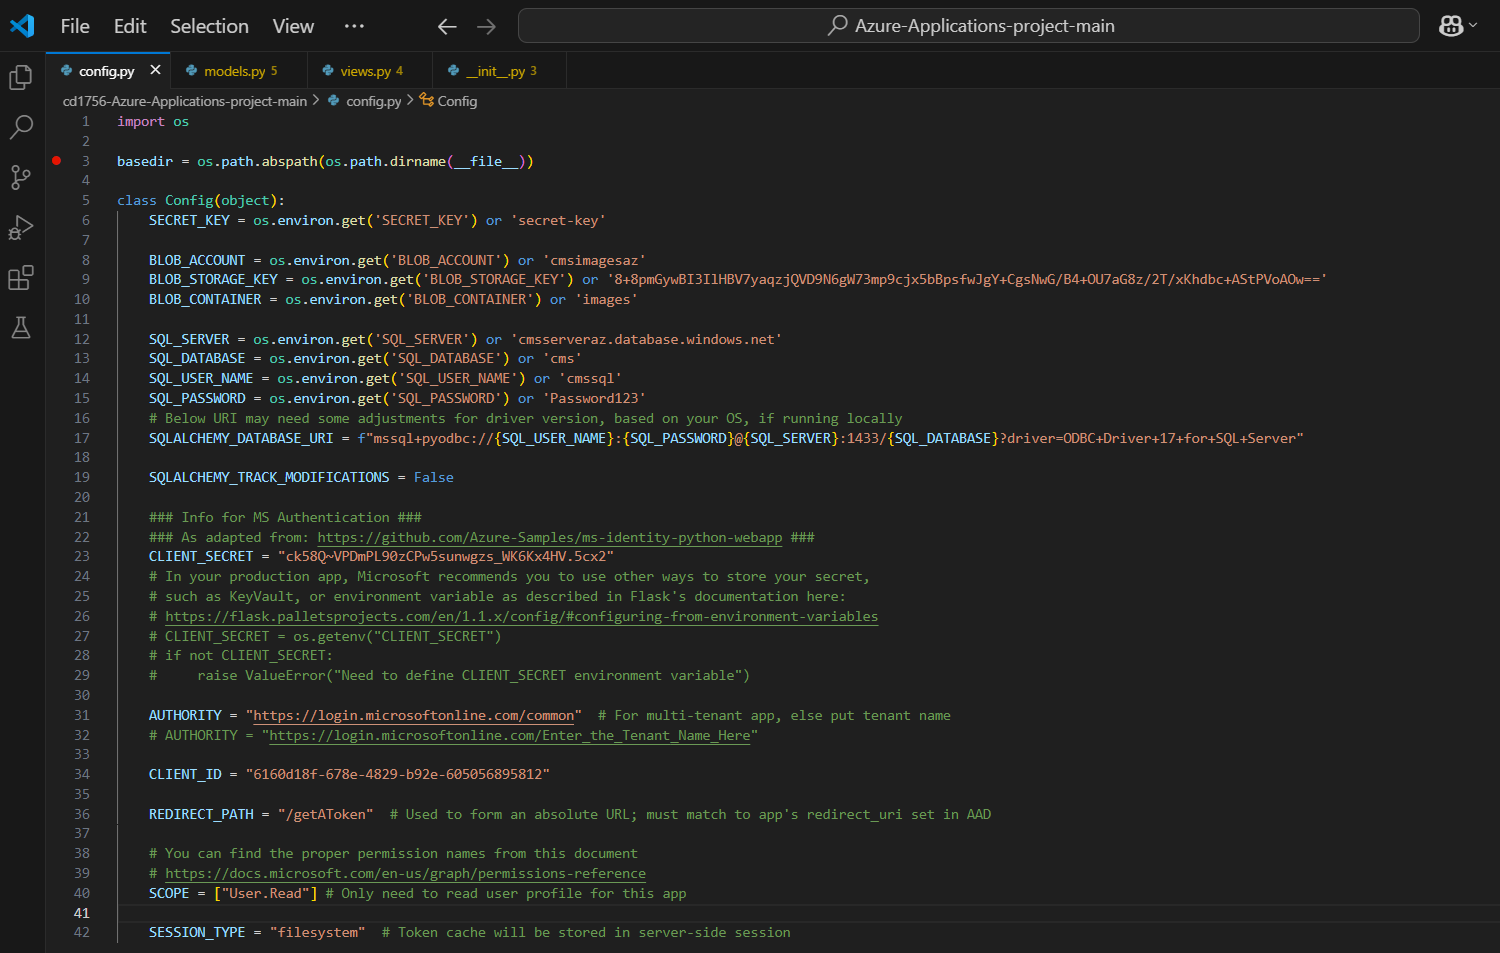 File Edit Selection View ··· Azure-Applications-project-main
config.py models.py 5 views.py 4 __init__.py 3
cd1756-Azure-Applications-project-main > config.py > Config
1 import os
2
3 basedir = os.path.abspath(os.path.dirname(__file__))
4
5 class Config(object):
6 SECRET_KEY = os.environ.get('SECRET_KEY') or 'secret-key'
7
8 BLOB_ACCOUNT = os.environ.get('BLOB_ACCOUNT') or 'cmsimagesaz'
9 BLOB_STORAGE_KEY = os.environ.get('BLOB_STORAGE_KEY') or '8+8pmGywBI3IlHBV7yaqzjQVD9N6gW73mp9cjx5bBpsfwJgY+CgsNwG/B4+OU7aG8z/2T/xKhdbc+AStPVoAOw=='
10 BLOB_CONTAINER = os.environ.get('BLOB_CONTAINER') or 'images'
11
12 SQL_SERVER = os.environ.get('SQL_SERVER') or 'cmsserveraz.database.windows.net'
13 SQL_DATABASE = os.environ.get('SQL_DATABASE') or 'cms'
14 SQL_USER_NAME = os.environ.get('SQL_USER_NAME') or 'cmssql'
15 SQL_PASSWORD = os.environ.get('SQL_PASSWORD') or 'Password123'
16 # Below URI may need some adjustments for driver version, based on your OS, if running locally
17 SQLALCHEMY_DATABASE_URI = f"mssql+pyodbc://{SQL_USER_NAME}:{SQL_PASSWORD}@{SQL_SERVER}:1433/{SQL_DATABASE}?driver=ODBC+Driver+17+for+SQL+Server"
18
19 SQLALCHEMY_TRACK_MODIFICATIONS = False
20
21 ### Info for MS Authentication ###
22 ### As adapted from: https://github.com/Azure-Samples/ms-identity-python-webapp ###
23 CLIENT_SECRET = "ck58Q~VPDmPL90zCPw5sunwgzs_WK6Kx4HV.5cx2"
24 # In your production app, Microsoft recommends you to use other ways to store your secret,
25 # such as KeyVault, or environment variable as described in Flask's documentation here:
26 # https://flask.palletsprojects.com/en/1.1.x/config/#configuring-from-environment-variables
27 # CLIENT_SECRET = os.getenv("CLIENT_SECRET")
28 # if not CLIENT_SECRET:
29 #     raise ValueError("Need to define CLIENT_SECRET environment variable")
30
31 AUTHORITY = "https://login.microsoftonline.com/common"  # For multi-tenant app, else put tenant name
32 # AUTHORITY = "https://login.microsoftonline.com/Enter_the_Tenant_Name_Here"
33
34 CLIENT_ID = "6160d18f-678e-4829-b92e-605056895812"
35
36 REDIRECT_PATH = "/getAToken"  # Used to form an absolute URL; must match to app's redirect_uri set in AAD
37
38 # You can find the proper permission names from this document
39 # https://docs.microsoft.com/en-us/graph/permissions-reference
40 SCOPE = ["User.Read"] # Only need to read user profile for this app
41
42 SESSION_TYPE = "filesystem"  # Token cache will be stored in server-side session